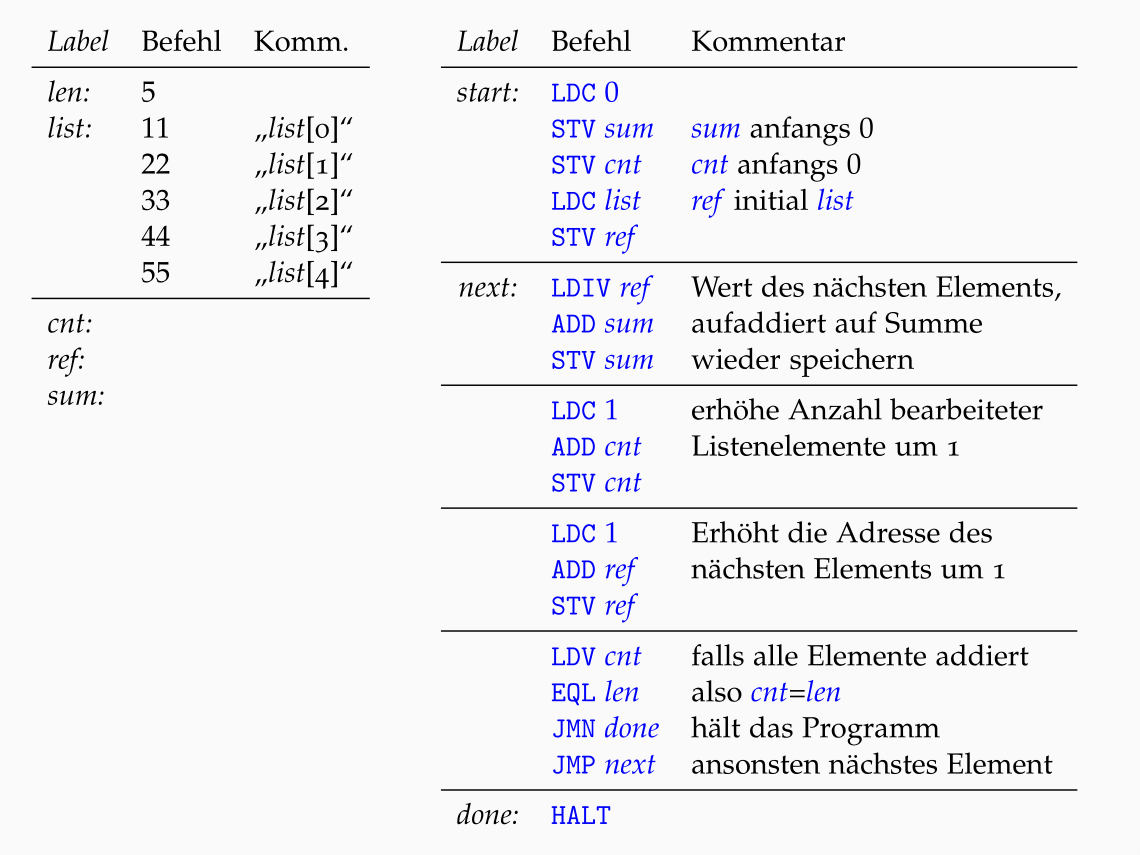 Label Befehl Komm.
len: 5
list: 11 „list[0]“
22 „list[1]“
33 „list[2]“
44 „list[3]“
55 „list[4]“
cnt:
ref:
sum:
Label Befehl Kommentar
start: LDC 0
STV sum sum anfangs 0
STV cnt cnt anfangs 0
LDC list ref initial list
STV ref
next: LDIV ref Wert des nächsten Elements,
ADD sum aufaddiert auf Summe
STV sum wieder speichern
LDC 1 erhöhe Anzahl bearbeiteter
ADD cnt Listenelemente um 1
STV cnt
LDC 1 Erhöht die Adresse des
ADD ref nächsten Elements um 1
STV ref
LDV cnt falls alle Elemente addiert
EQL len also cnt=len
JMN done hält das Programm
JMP next ansonsten nächstes Element
done: HALT